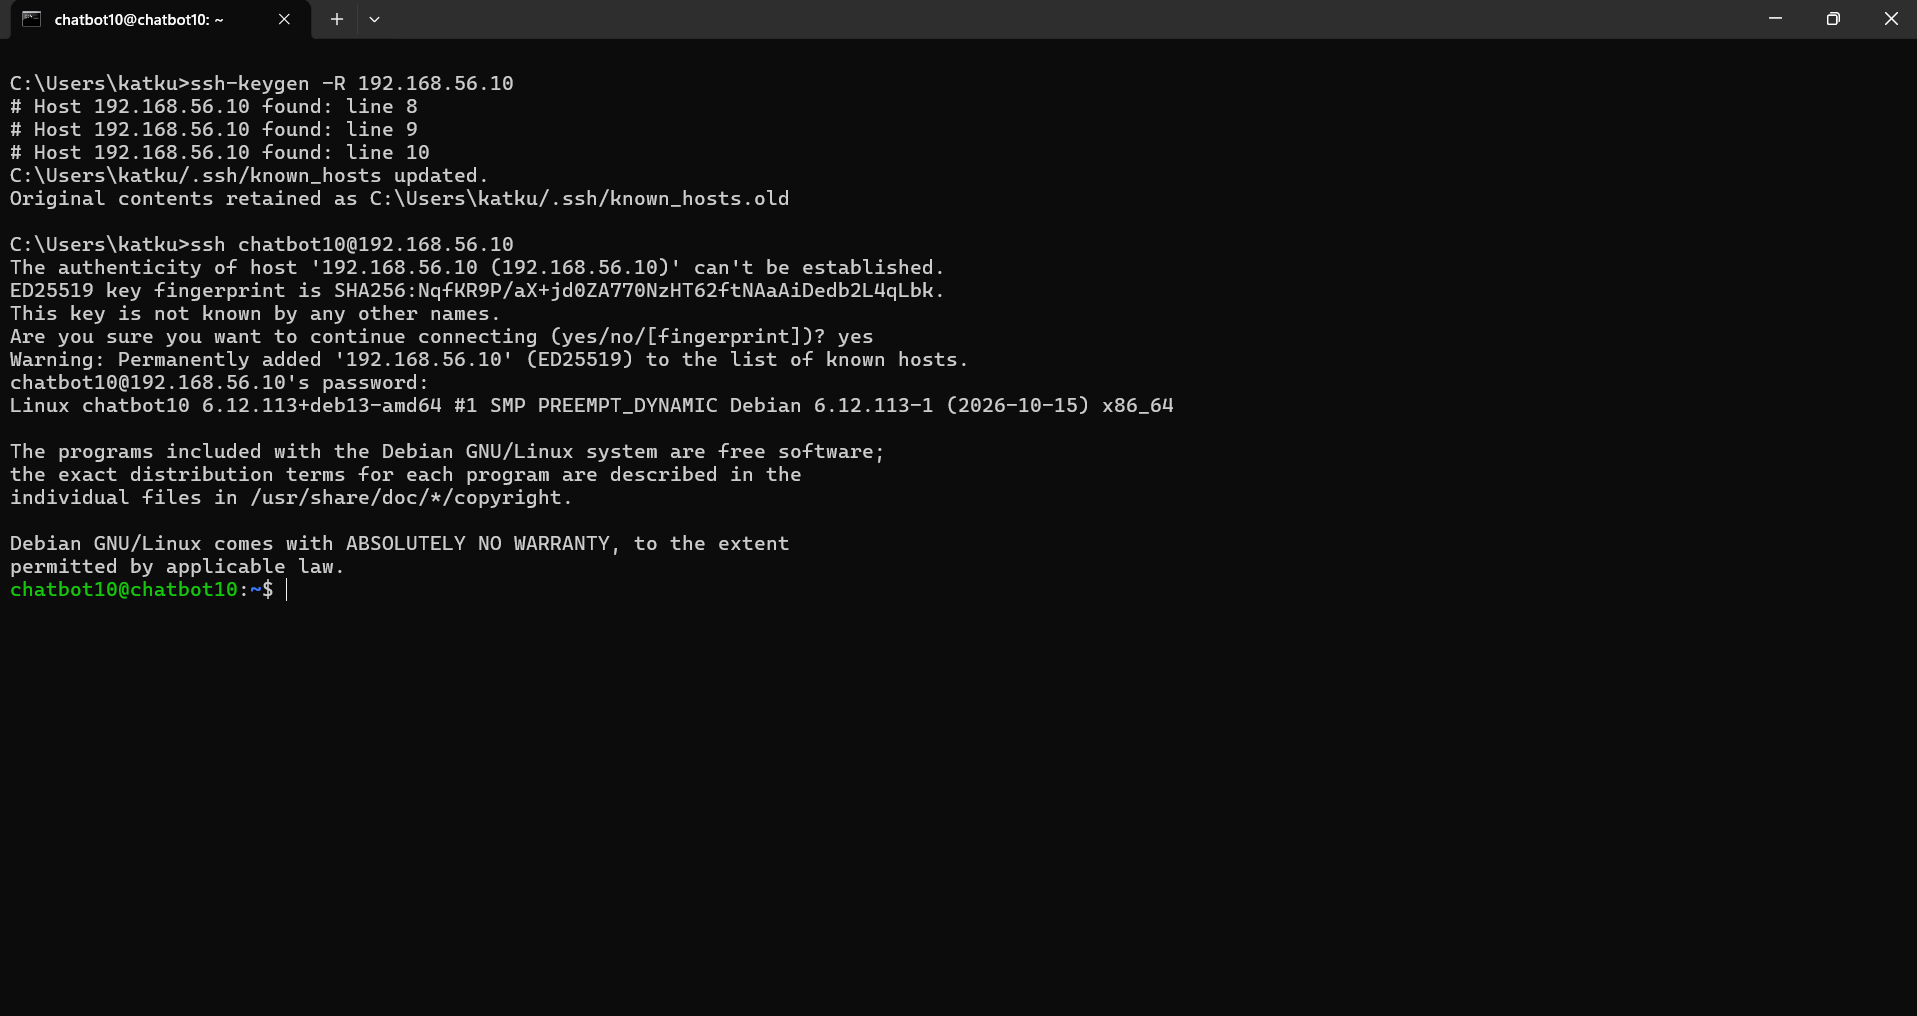 chatbot10@chatbot10: ~
C:\Users\katku>ssh-keygen -R 192.168.56.10
# Host 192.168.56.10 found: line 8
# Host 192.168.56.10 found: line 9
# Host 192.168.56.10 found: line 10
C:\Users\katku/.ssh/known_hosts updated.
Original contents retained as C:\Users\katku/.ssh/known_hosts.old
C:\Users\katku>ssh chatbot10@192.168.56.10
The authenticity of host '192.168.56.10 (192.168.56.10)' can't be established.
ED25519 key fingerprint is SHA256:NqfKR9P/aX+jd0ZA770NzHT62ftNAaAiDedb2L4qLbk.
This key is not known by any other names.
Are you sure you want to continue connecting (yes/no/[fingerprint])? yes
Warning: Permanently added '192.168.56.10' (ED25519) to the list of known hosts.
chatbot10@192.168.56.10's password:
Linux chatbot10 6.12.113+deb13-amd64 #1 SMP PREEMPT_DYNAMIC Debian 6.12.113-1 (2026-10-15) x86_64
The programs included with the Debian GNU/Linux system are free software;
the exact distribution terms for each program are described in the
individual files in /usr/share/doc/*/copyright.
Debian GNU/Linux comes with ABSOLUTELY NO WARRANTY, to the extent
permitted by applicable law.
chatbot10@chatbot10:~$